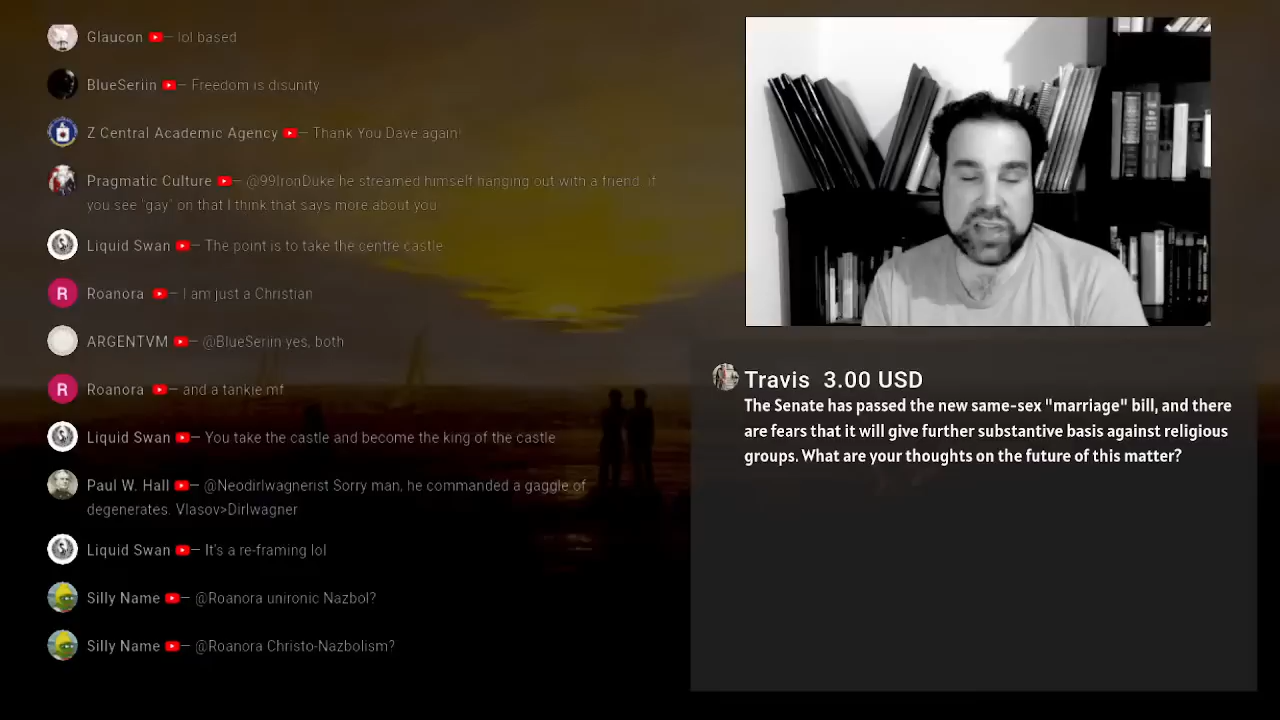 Glaucon — lol based
BlueSeriin — Freedom is disunity
Z Central Academic Agency — Thank You Dave again!
Pragmatic Culture — @99IronDuke he streamed himself hanging out with a friend. if
you see 'gay' on that I think that says more about you
Liquid Swan — The point is to take the centre castle
R Roanora — I am just a Christian
ARGENTVM — @BlueSeriin yes, both
R Roanora — and a tankie mf
Liquid Swan — You take the castle and become the king of the castle
Paul W. Hall — @Neodirlwagnerist Sorry man, he commanded a gaggle of
degenerates. Vlasov>Dirlwagner
Liquid Swan — It's a re-framing lol
Silly Name — @Roanora unironic Nazbol?
Silly Name — @Roanora Christo-Nazbolism?
Travis 3.00 USD
The Senate has passed the new same-sex "marriage" bill, and there
are fears that it will give further substantive basis against religious
groups. What are your thoughts on the future of this matter?